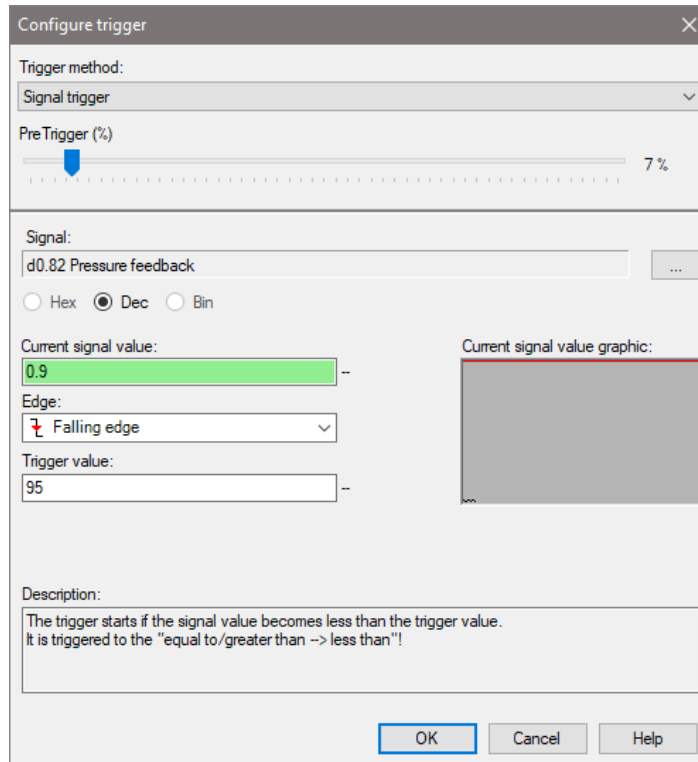 Configure trigger
Trigger method:
Signal trigger
PreTrigger (%)
7 %
Signal:
d0.82 Pressure feedback
...
Hex Dec Bin
Current signal value:
Current signal value graphic:
0.9
--
Edge:
Falling edge
Trigger value:
95
--
Description:
The trigger starts if the signal value becomes less than the trigger value.
It is triggered to the "equal to/greater than --> less than"!
OK
Cancel
Help